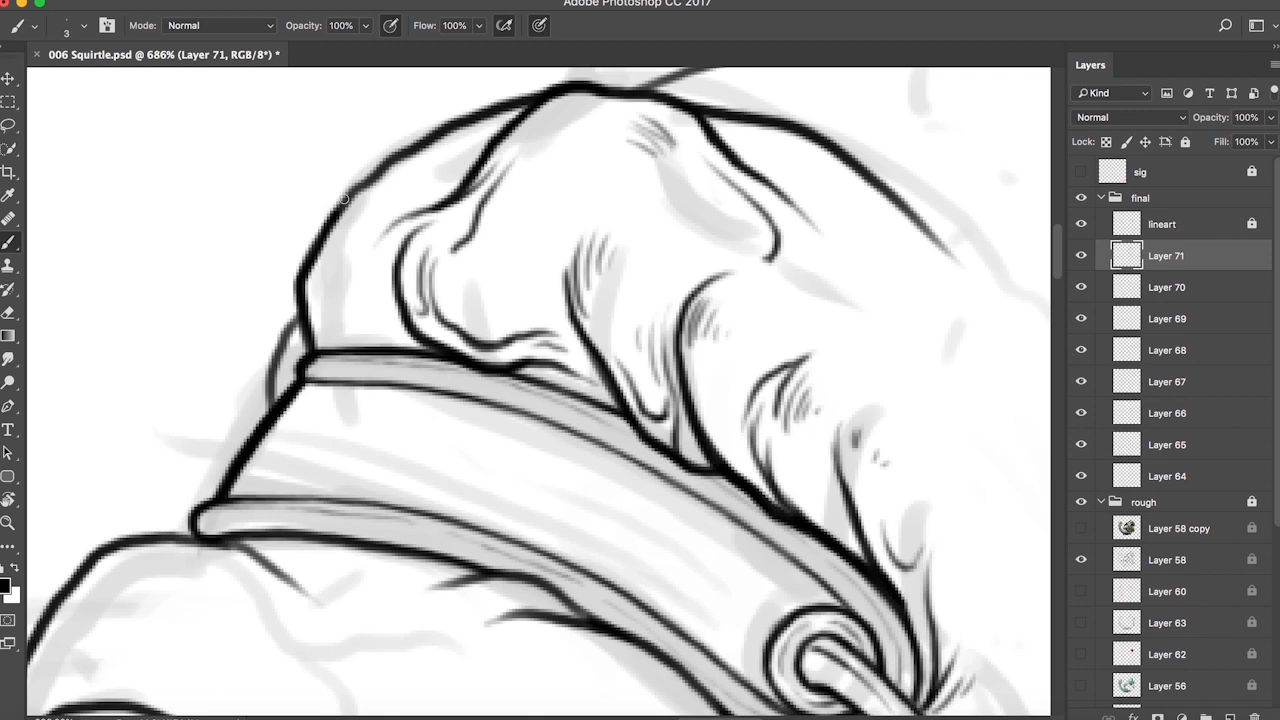 Adobe Photoshop CC 2017
3
Mode: Normal
Opacity: 100%
Flow: 100%
× 006 Squirtle.psd @ 686% (Layer 71, RGB/8*) *
Layers
Kind
Normal
Opacity: 100%
Lock:
Fill: 100%
sig
final
lineart
Layer 71
Layer 70
Layer 69
Layer 68
Layer 67
Layer 66
Layer 65
Layer 64
rough
Layer 58 copy
Layer 58
Layer 60
Layer 63
Layer 62
Layer 56